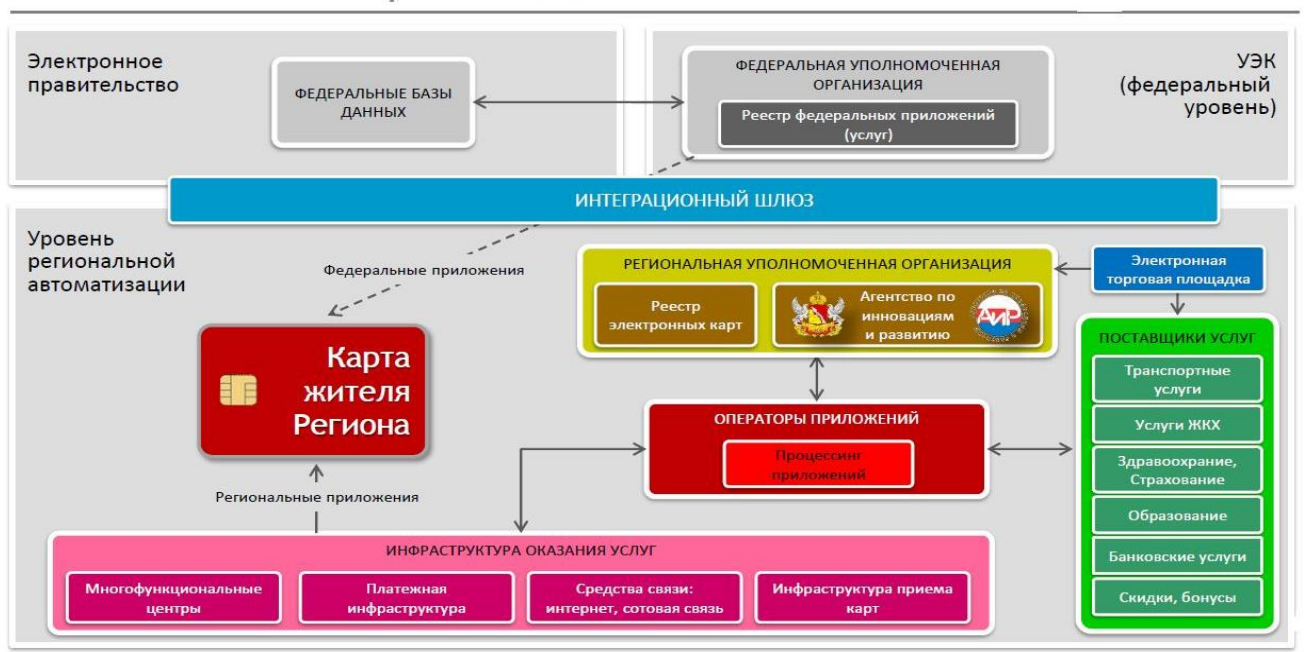 Электронное
правительство
ФЕДЕРАЛЬНЫЕ БАЗЫ
ДАННЫХ
ФЕДЕРАЛЬНАЯ УПОЛНОМОЧЕННАЯ
ОРГАНИЗАЦИЯ
Реестр федеральных приложений
(услуг)
УЭК
(федеральный
уровень)
ИНТЕГРАЦИОННЫЙ ШЛЮЗ
Уровень
региональной
автоматизации
Федеральные приложения
РЕГИОНАЛЬНАЯ УПОЛНОМОЧЕННАЯ ОРГАНИЗАЦИЯ
Реестр
электронных карт
Агентство по
инновациям
и развитию
АИР
Электронная
торговая площадка
Карта
жителя
Региона
ПОСТАВЩИКИ УСЛУГ
Транспортные
услуги
Услуги ЖКХ
Здравоохрание,
Страхование
Образование
Банковские услуги
Скидки, бонусы
ОПЕРАТОРЫ ПРИЛОЖЕНИЙ
Процессинг
приложений
Региональные приложения
ИНФРАСТРУКТУРА ОКАЗАНИЯ УСЛУГ
Многофункциональные
центры
Платежная
инфраструктура
Средства связи:
интернет, сотовая связь
Инфраструктура приема
карт